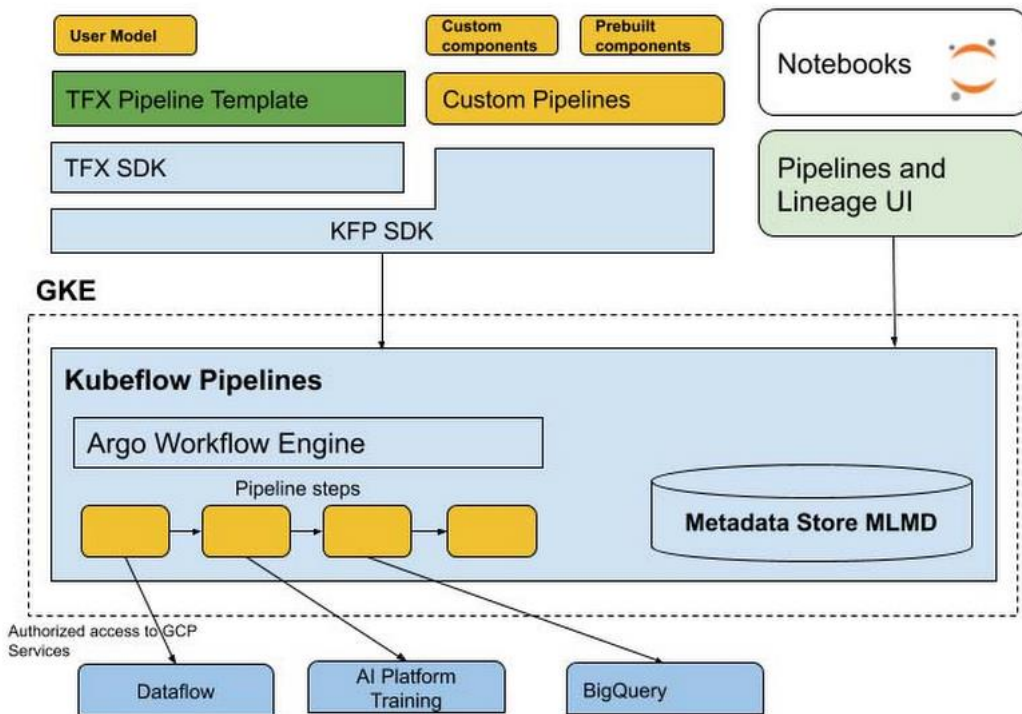 User Model
Custom
components
Prebuilt
components
Notebooks
TFX Pipeline Template
Custom Pipelines
TFX SDK
Pipelines and
Lineage UI
KFP SDK
GKE
Kubeflow Pipelines
Argo Workflow Engine
Pipeline steps
Metadata Store MLMD
Authorized access to GCP
Services
Dataflow
AI Platform
Training
BigQuery